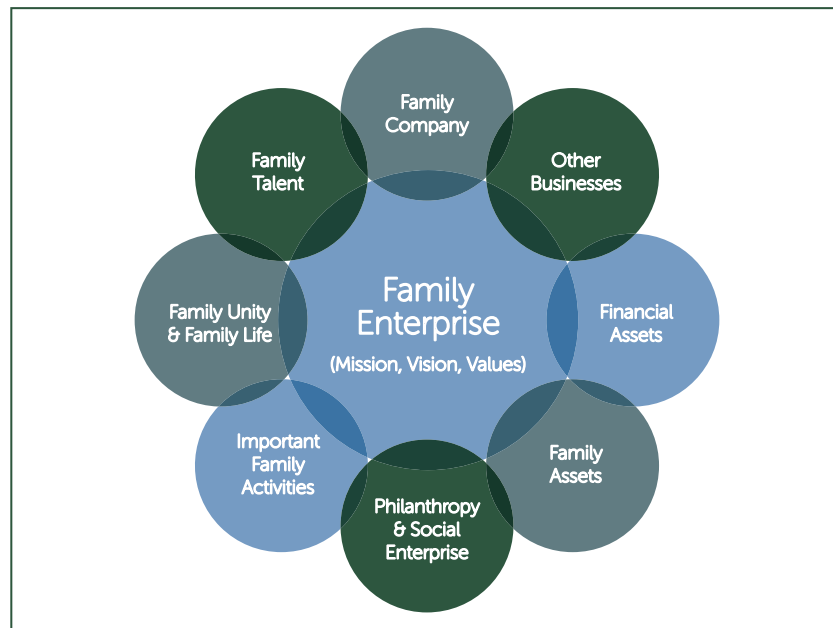 Family
Company
Other
Businesses
Financial
Assets
Family
Assets
Philanthropy
& Social
Enterprise
Important
Family
Activities
Family Unity
& Family Life
Family
Talent
Family
Enterprise
(Mission, Vision, Values)